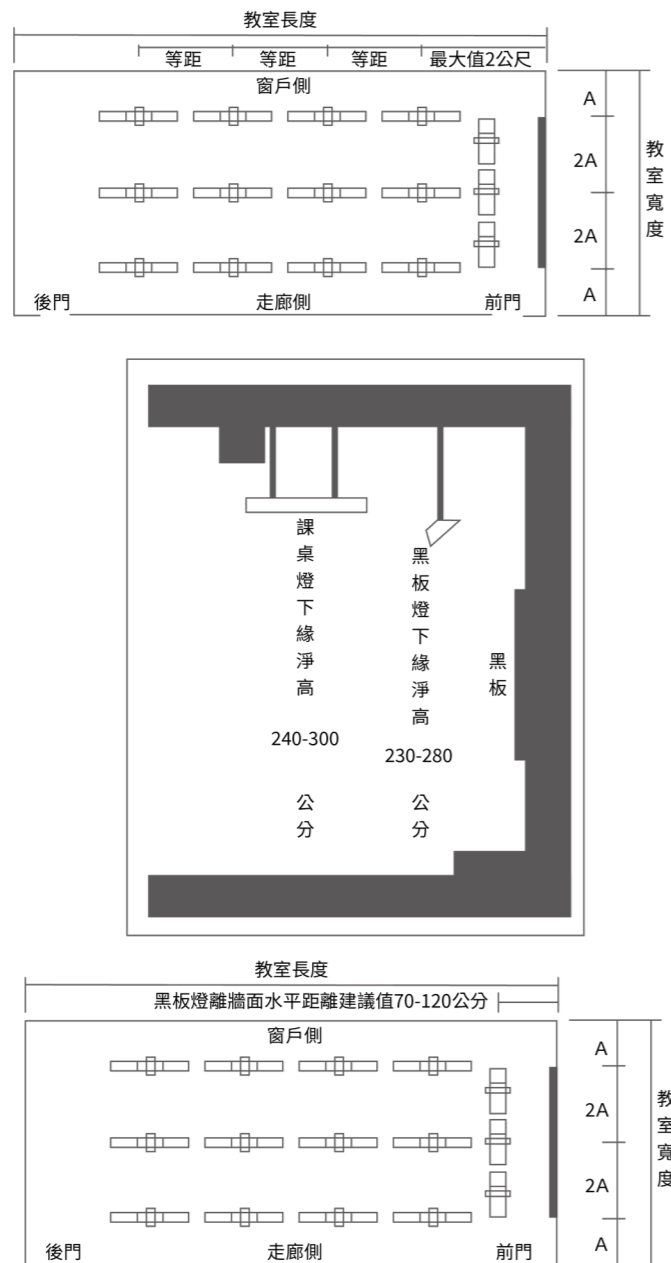 教室長度
等距 等距 等距 最大值2公尺
窗戶側
A
2A
2A
A
教室寬度
後門 走廊側 前門
課桌燈下緣淨高
240-300
公分
黑板燈下緣淨高
230-280
公分
黑板
教室長度
黑板燈離牆面水平距離建議值70-120公分
窗戶側
A
2A
2A
A
教室寬度
後門 走廊側 前門